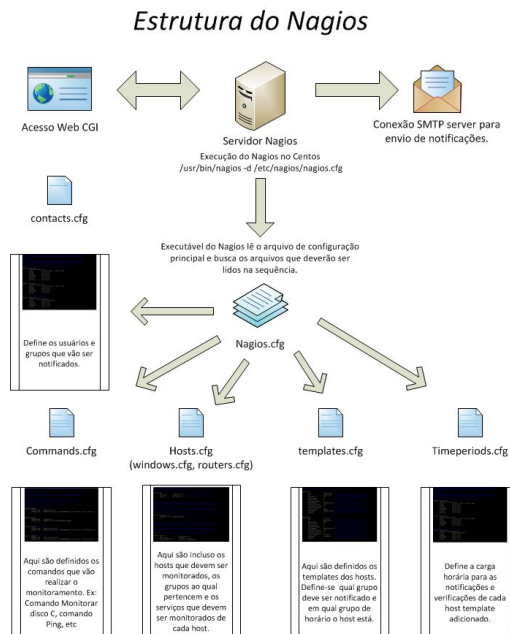 Estrutura do Nagios
Acesso Web CGI
Servidor Nagios
Execução do Nagios no Centos
/usr/bin/nagios -d /etc/nagios/nagios.cfg
Conexão SMTP server para
envio de notificações.
contacts.cfg
Executável do Nagios lê o arquivo de configuração
principal e busca os arquivos que deverão ser
lidos na sequência.
Define os usuários e
grupos que vão ser
notificados.
Nagios.cfg
Commands.cfg
Hosts.cfg
(windows.cfg, routers.cfg)
templates.cfg
Timeperiods.cfg
Aqui são definidos os
comandos que vão
realizar o
monitoramento. Ex:
Comando Monitorar
disco C, comando
Ping, etc
Aqui são incluso os
hosts que devem ser
monitorados, os
grupos ao qual
pertencem e os
serviços que devem
ser monitorados de
cada host.
Aqui são definidos os
templates dos hosts.
Define-se qual grupo
deve ser notificado e
em qual grupo de
horário o host está.
Define a carga
horária para as
notificações e
verificações de cada
host template
adicionado.